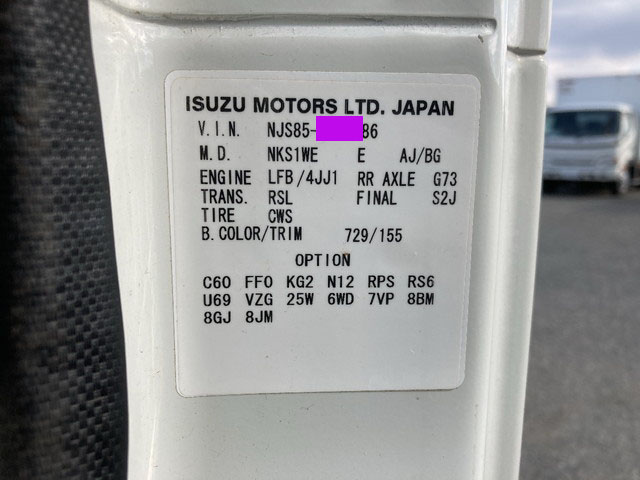 ISUZU MOTORS LTD. JAPAN
V.I.N. NJS85- 86
M.D. NKS1WE E AJ/BG
ENGINE LFB/4JJ1 RR AXLE G73
TRANS. RSL FINAL S2J
TIRE CWS
B.COLOR/TRIM 729/155
OPTION
C60 FF0 KG2 N12 RPS RS6
U69 VZG 25W 6WD 7VP 8BM
8GJ 8JM